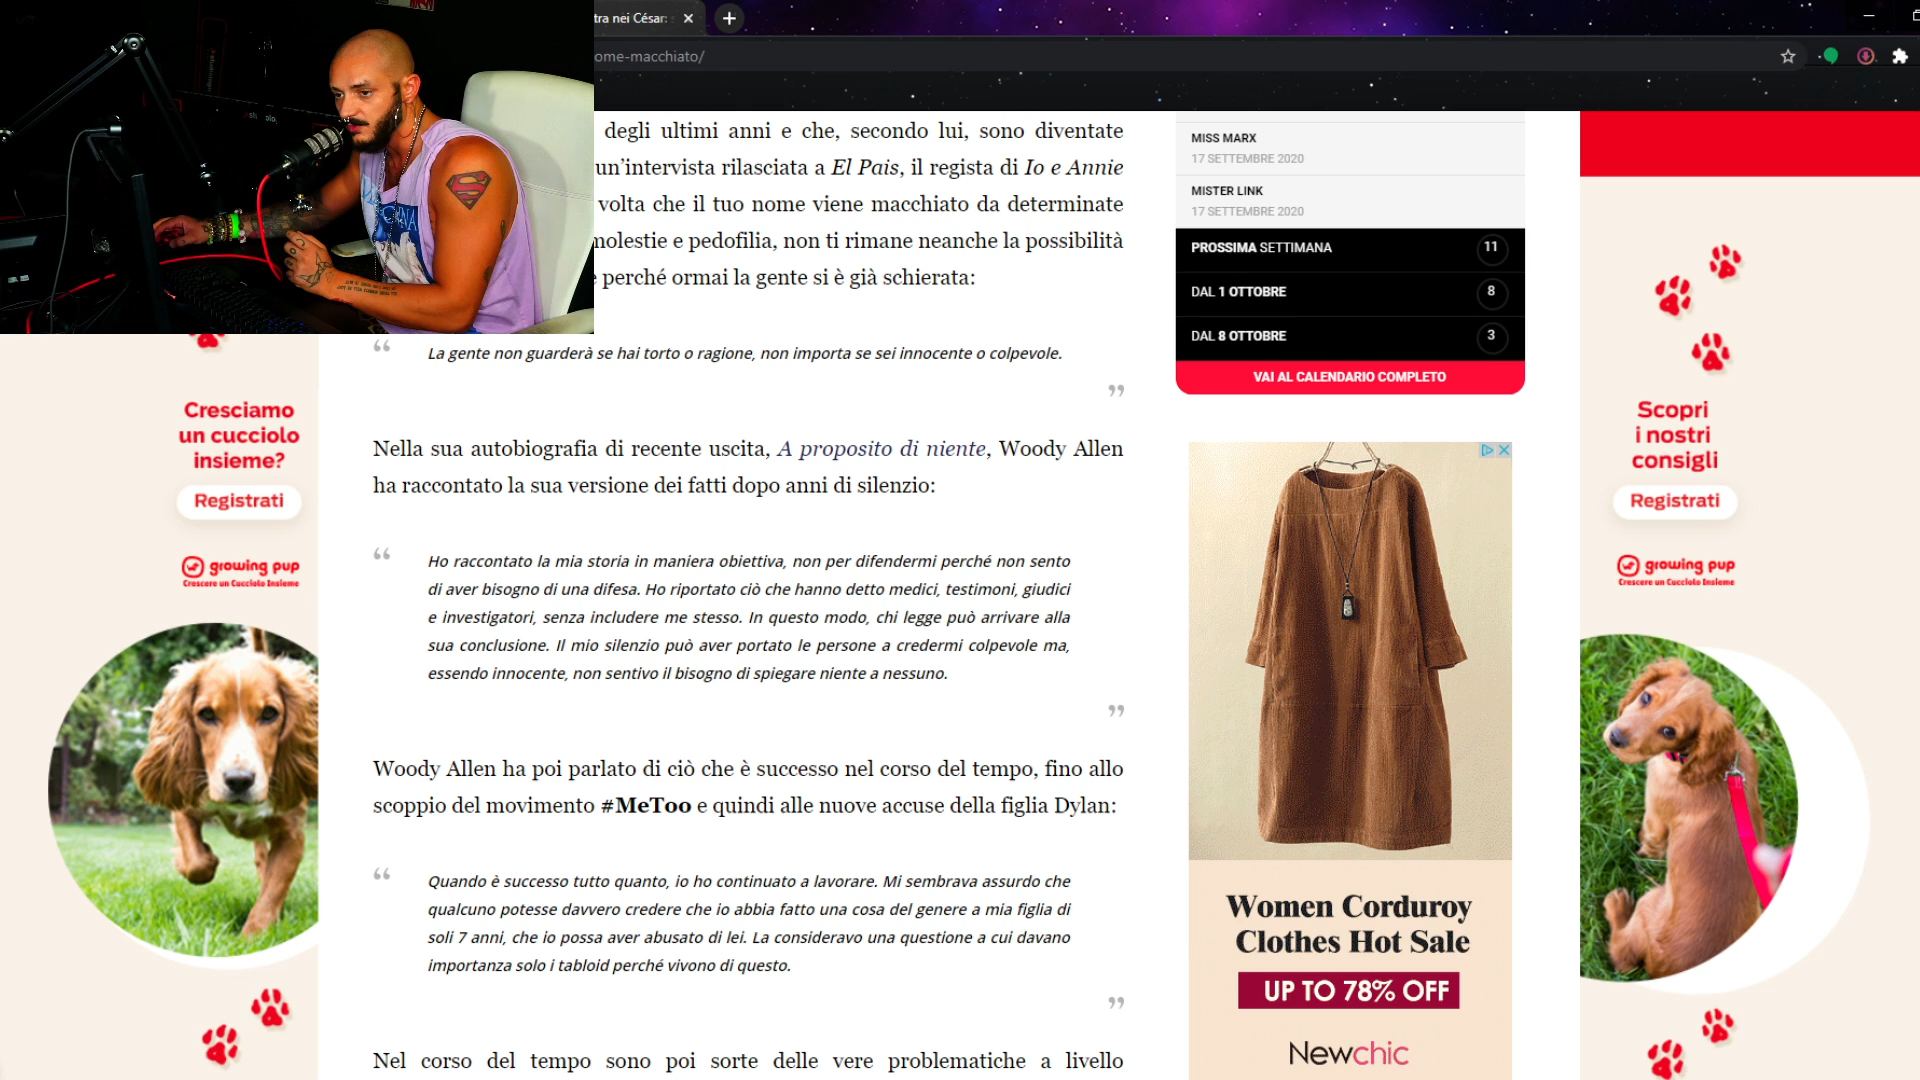 tra nei César:
ome-macchiato/
degli ultimi anni e che, secondo lui, sono diventate
un'intervista rilasciata a El Pais, il regista di Io e Annie
volta che il tuo nome viene macchiato da determinate
molestie e pedofilia, non ti rimane neanche la possibilità
perché ormai la gente si è già schierata:
“
La gente non guarderà se hai torto o ragione, non importa se sei innocente o colpevole.
”
Nella sua autobiografia di recente uscita, A proposito di niente, Woody Allen
ha raccontato la sua versione dei fatti dopo anni di silenzio:
“
Ho raccontato la mia storia in maniera obiettiva, non per difendermi perché non sento
di aver bisogno di una difesa. Ho riportato ciò che hanno detto medici, testimoni, giudici
e investigatori, senza includere me stesso. In questo modo, chi legge può arrivare alla
sua conclusione. Il mio silenzio può aver portato le persone a credermi colpevole ma,
essendo innocente, non sentivo il bisogno di spiegare niente a nessuno.
”
Woody Allen ha poi parlato di ciò che è successo nel corso del tempo, fino allo
scoppio del movimento #MeToo e quindi alle nuove accuse della figlia Dylan:
“
Quando è successo tutto quanto, io ho continuato a lavorare. Mi sembrava assurdo che
qualcuno potesse davvero credere che io abbia fatto una cosa del genere a mia figlia di
soli 7 anni, che io possa aver abusato di lei. La consideravo una questione a cui davano
importanza solo i tabloid perché vivono di questo.
”
Nel corso del tempo sono poi sorte delle vere problematiche a livello
MISS MARX
17 SETTEMBRE 2020
MISTER LINK
17 SETTEMBRE 2020
PROSSIMA SETTIMANA 11
DAL 1 OTTOBRE 8
DAL 8 OTTOBRE 3
VAI AL CALENDARIO COMPLETO
Women Corduroy
Clothes Hot Sale
UP TO 78% OFF
Newchic
Cresciamo
un cucciolo
insieme?
Registrati
growing pup
Crescere un Cucciolo Insieme
Scopri
i nostri
consigli
Registrati
growing pup
Crescere un Cucciolo Insieme